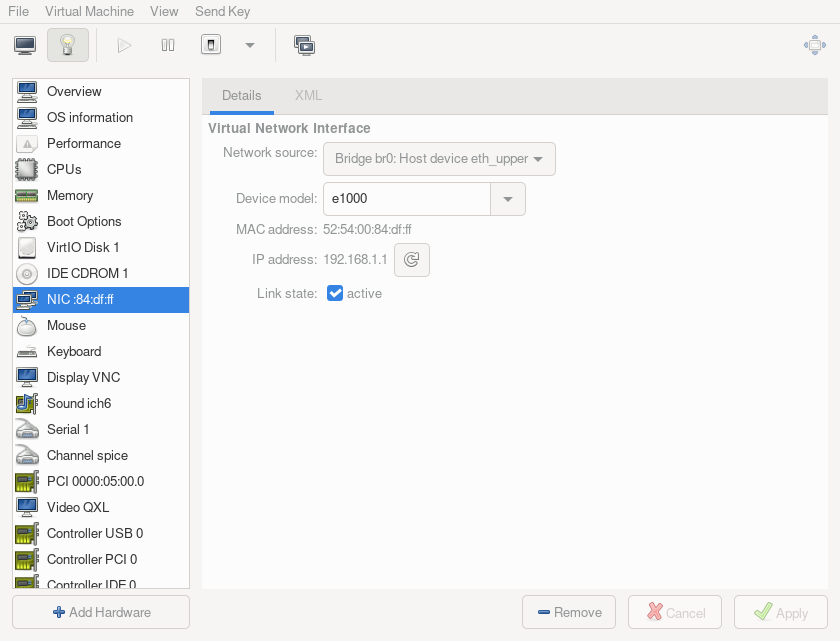 File Virtual Machine View Send Key
Overview
OS information
Performance
CPUs
Memory
Boot Options
VirtIO Disk 1
IDE CDROM 1
NIC :84:df:ff
Mouse
Keyboard
Display VNC
Sound ich6
Serial 1
Channel spice
PCI 0000:05:00.0
Video QXL
Controller USB 0
Controller PCI 0
Controller IDE 0
Add Hardware
Details XML
Virtual Network Interface
Network source: Bridge br0: Host device eth_upper
Device model: e1000
MAC address: 52:54:00:84:df:ff
IP address: 192.168.1.1
Link state: active
Remove Cancel Apply